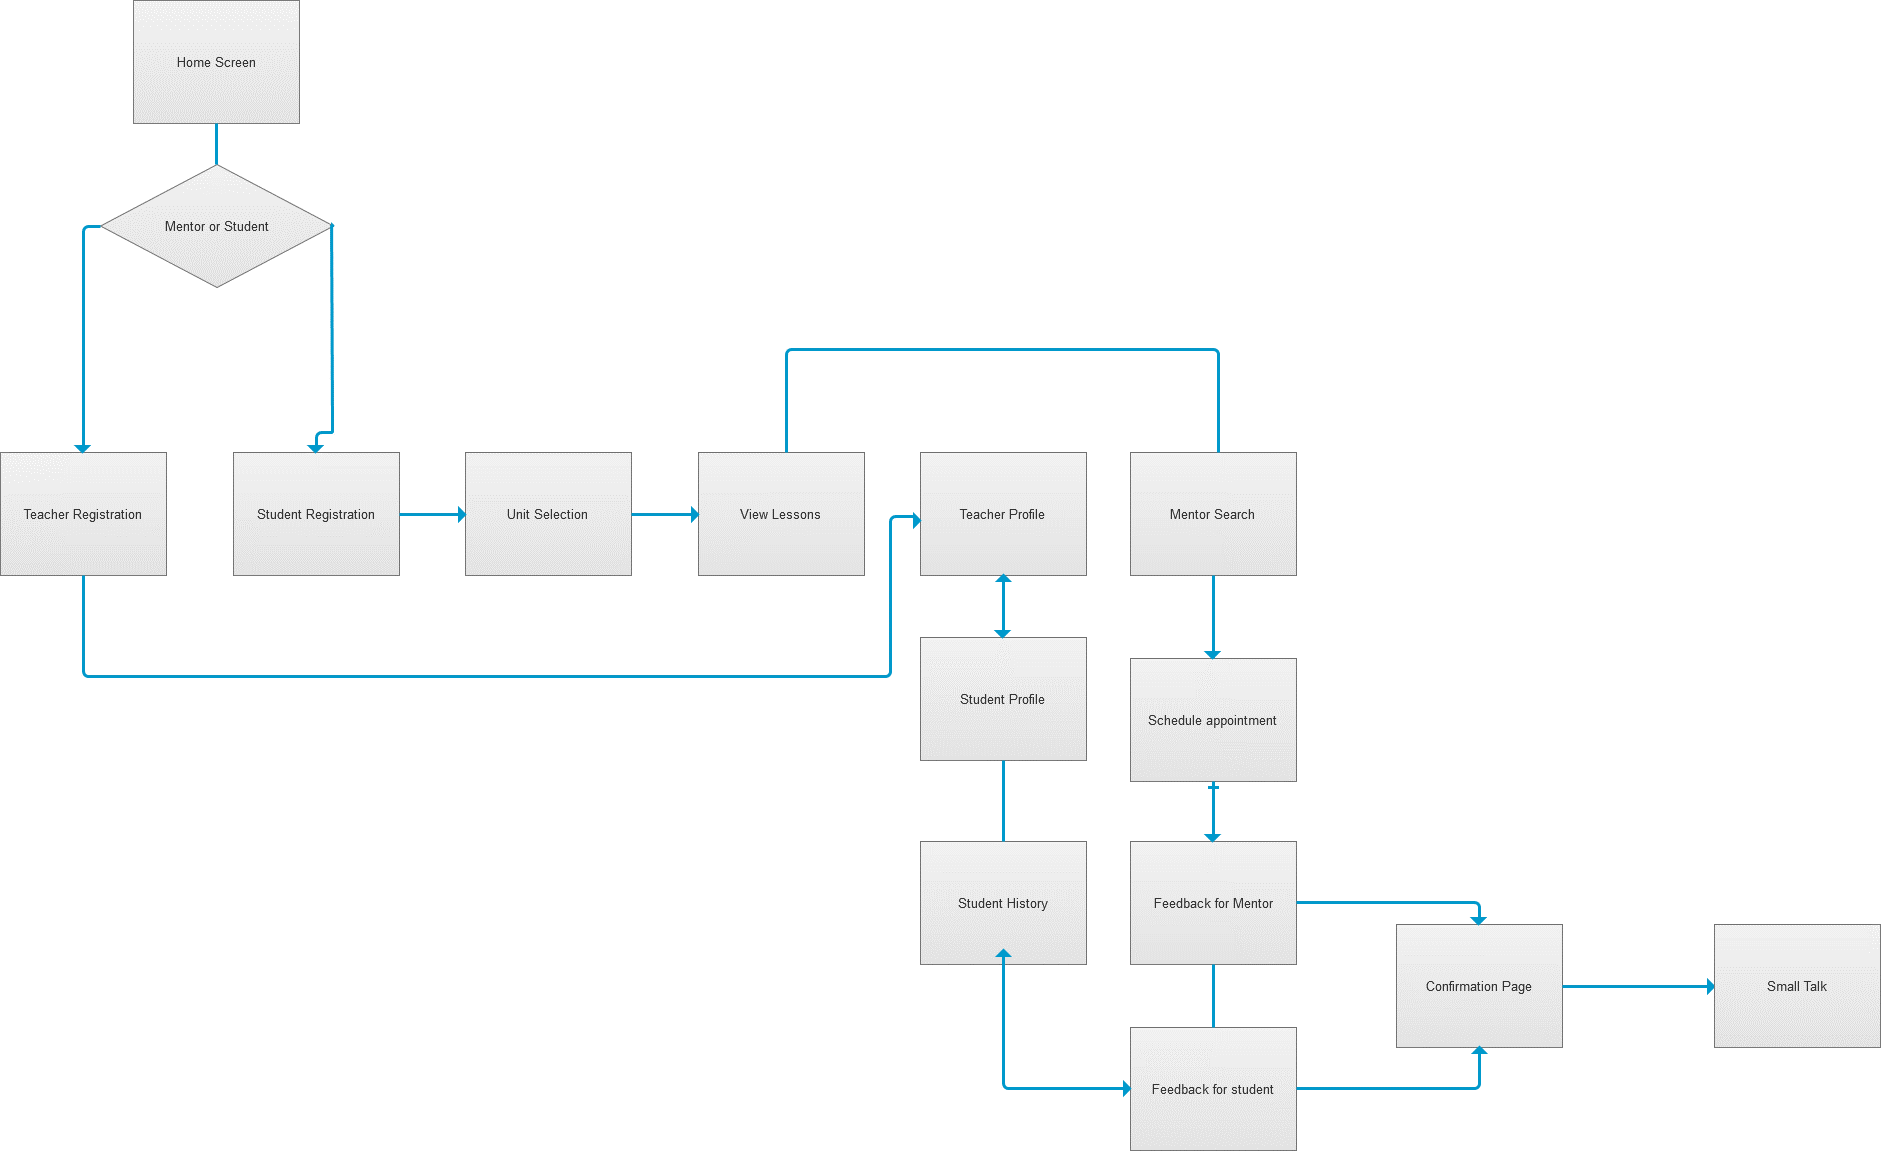 Home Screen
Mentor or Student
Teacher Registration
Student Registration
Unit Selection
View Lessons
Teacher Profile
Mentor Search
Student Profile
Schedule appointment
Student History
Feedback for Mentor
Confirmation Page
Small Talk
Feedback for student